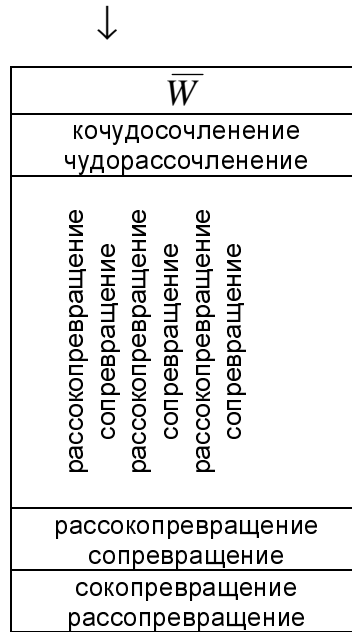 ↓
W̅
кочудосочленение
чудорассочленение
рассокопревращение
сопревращение
рассокопревращение
сопревращение
рассокопревращение
сопревращение
рассокопревращение
сопревращение
сокопревращение
рассопревращение